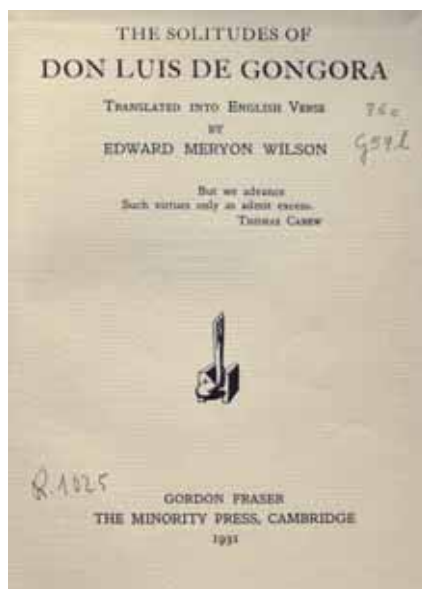 THE SOLITUDES OF
DON LUIS DE GONGORA
TRANSLATED INTO ENGLISH VERSE
BY
EDWARD MERYON WILSON
But we advance
Such virtues only as admit excess.
THOMAS CAREW
R.1025
GORDON FRASER
THE MINORITY PRESS, CAMBRIDGE
1931